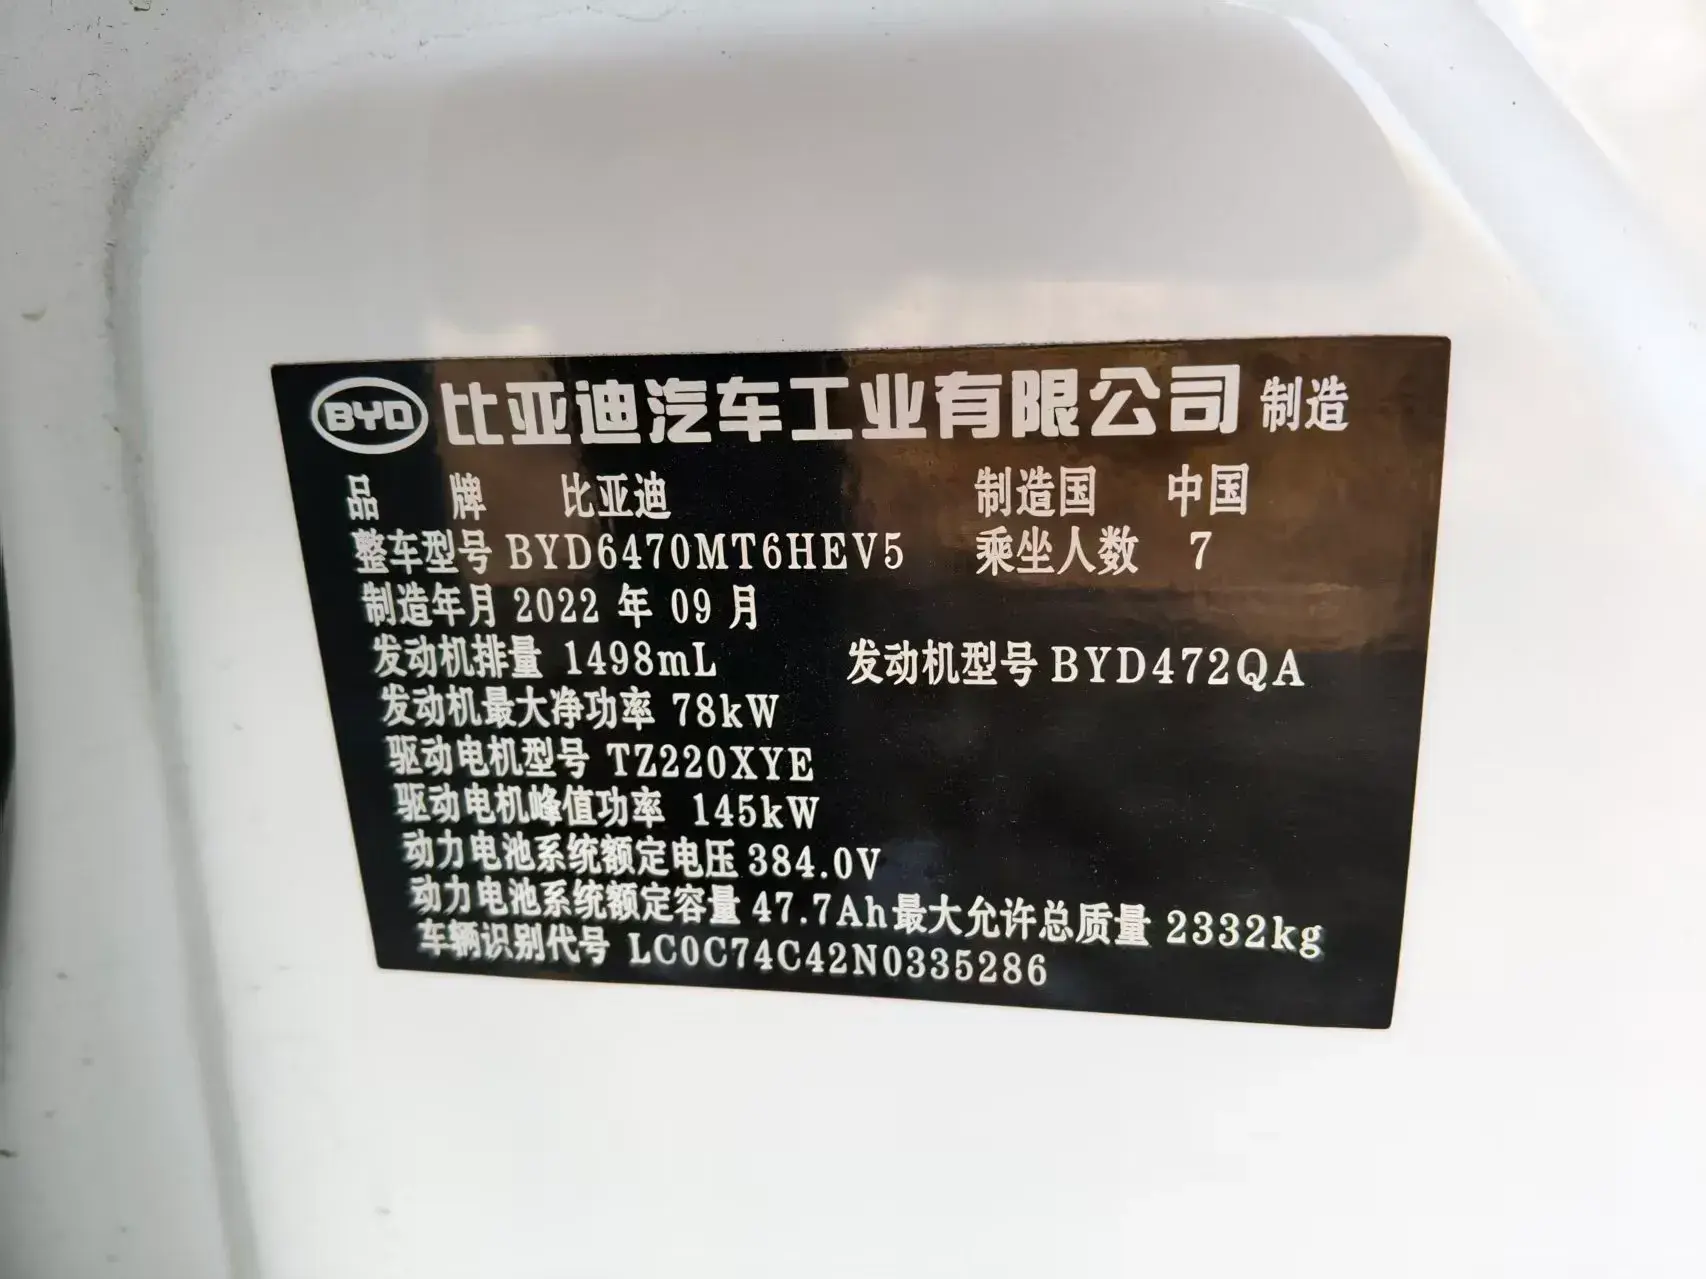 BYD 比亚迪汽车工业有限公司 制造
品 牌 比亚迪 制造国 中国
整车型号 BYD6470MT6HEV5 乘坐人数 7
制造年月 2022 年 09 月
发动机排量 1498mL 发动机型号 BYD472QA
发动机最大净功率 78kW
驱动电机型号 TZ220XYE
驱动电机峰值功率 145kW
动力电池系统额定电压 384.0V
动力电池系统额定容量 47.7Ah 最大允许总质量 2332kg
车辆识别代号 LC0C74C42N0335286